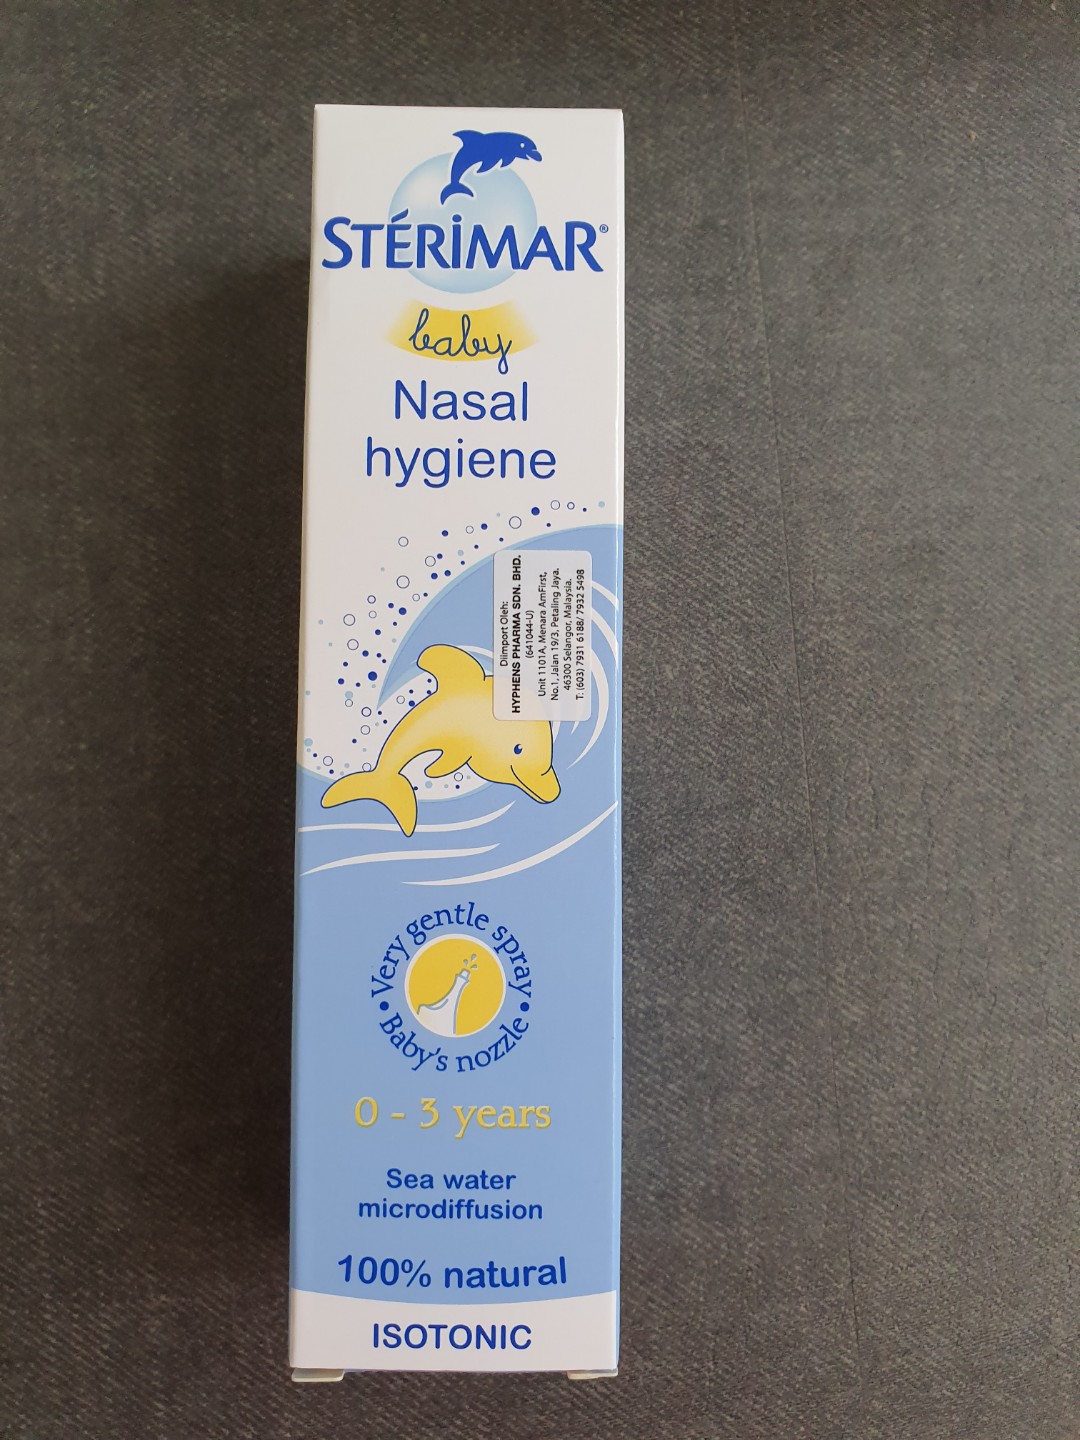 STÉRiMAR®
baby
Nasal
hygiene
Diimport Oleh:
HYPHENS PHARMA SDN. BHD.
(641044-U)
Unit 1101A, Menara AmFirst,
No.1, Jalan 19/3, Petaling Jaya.
46300 Selangor, Malaysia.
T: (603) 7931 6188/ 7932 5498
Very gentle spray
• Baby's nozzle •
0 - 3 years
Sea water
microdiffusion
100% natural
ISOTONIC